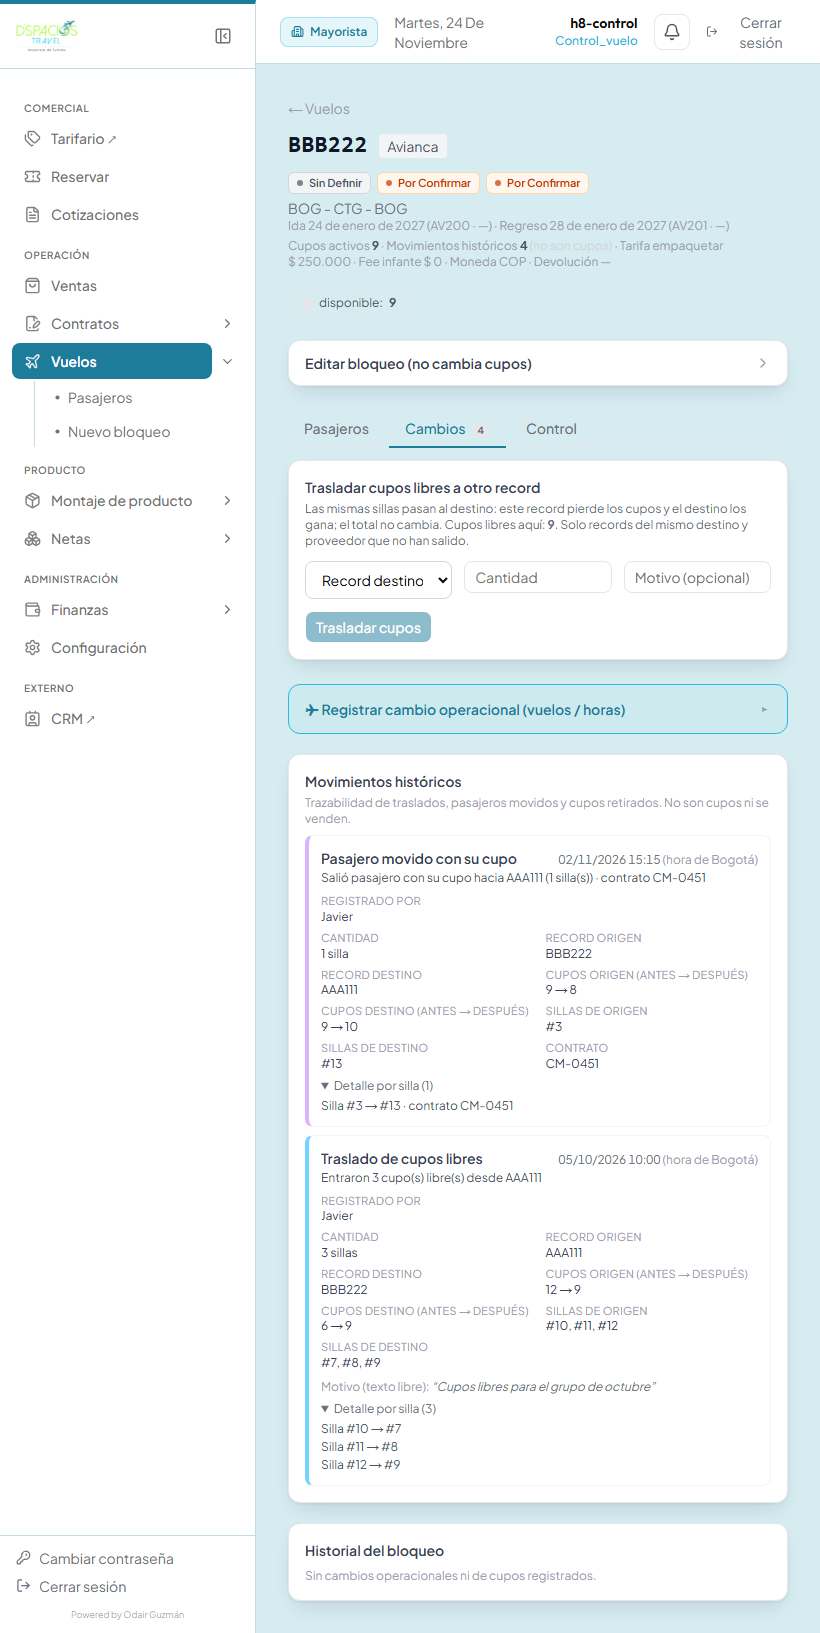 D'SPACIOS
TRAVEL
Mayorista
Martes, 24 De
Noviembre
h8-control
Control_vuelo
Cerrar
sesión
COMERCIAL
Tarifario ↗
Reservar
Cotizaciones
OPERACIÓN
Ventas
Contratos
Vuelos
• Pasajeros
• Nuevo bloqueo
PRODUCTO
Montaje de producto
Netas
ADMINISTRACIÓN
Finanzas
Configuración
EXTERNO
CRM ↗
Cambiar contraseña
Cerrar sesión
Powered by Odair Guzmán
← Vuelos
BBB222 Avianca
Sin Definir Por Confirmar Por Confirmar
BOG - CTG - BOG
Ida 24 de enero de 2027 (AV200 · —) · Regreso 28 de enero de 2027 (AV201 · —)
Cupos activos 9 · Movimientos históricos 4 (no son cupos) · Tarifa empaquetar
$ 250.000 · Fee infante $ 0 · Moneda COP · Devolución —
disponible: 9
Editar bloqueo (no cambia cupos)
Pasajeros Cambios 4 Control
Trasladar cupos libres a otro record
Las mismas sillas pasan al destino: este record pierde los cupos y el destino los
gana; el total no cambia. Cupos libres aquí: 9. Solo records del mismo destino y
proveedor que no han salido.
Record destino Cantidad Motivo (opcional)
Trasladar cupos
✈ Registrar cambio operacional (vuelos / horas)
Movimientos históricos
Trazabilidad de traslados, pasajeros movidos y cupos retirados. No son cupos ni se
venden.
Pasajero movido con su cupo 02/11/2026 15:15 (hora de Bogotá)
Salió pasajero con su cupo hacia AAA111 (1 silla(s)) · contrato CM-0451
REGISTRADO POR
Javier
CANTIDAD RECORD ORIGEN
1 silla BBB222
RECORD DESTINO CUPOS ORIGEN (ANTES → DESPUÉS)
AAA111 9 → 8
CUPOS DESTINO (ANTES → DESPUÉS) SILLAS DE ORIGEN
9 → 10 #3
SILLAS DE DESTINO CONTRATO
#13 CM-0451
▼ Detalle por silla (1)
Silla #3 → #13 · contrato CM-0451
Traslado de cupos libres 05/10/2026 10:00 (hora de Bogotá)
Entraron 3 cupo(s) libre(s) desde AAA111
REGISTRADO POR
Javier
CANTIDAD RECORD ORIGEN
3 sillas AAA111
RECORD DESTINO CUPOS ORIGEN (ANTES → DESPUÉS)
BBB222 12 → 9
CUPOS DESTINO (ANTES → DESPUÉS) SILLAS DE ORIGEN
6 → 9 #10, #11, #12
SILLAS DE DESTINO
#7, #8, #9
Motivo (texto libre): "Cupos libres para el grupo de octubre"
▼ Detalle por silla (3)
Silla #10 → #7
Silla #11 → #8
Silla #12 → #9
Historial del bloqueo
Sin cambios operacionales ni de cupos registrados.